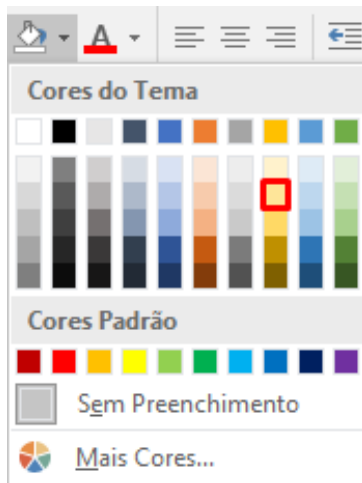 A
Cores do Tema
Cores Padrão
Sem Preenchimento
Mais Cores...